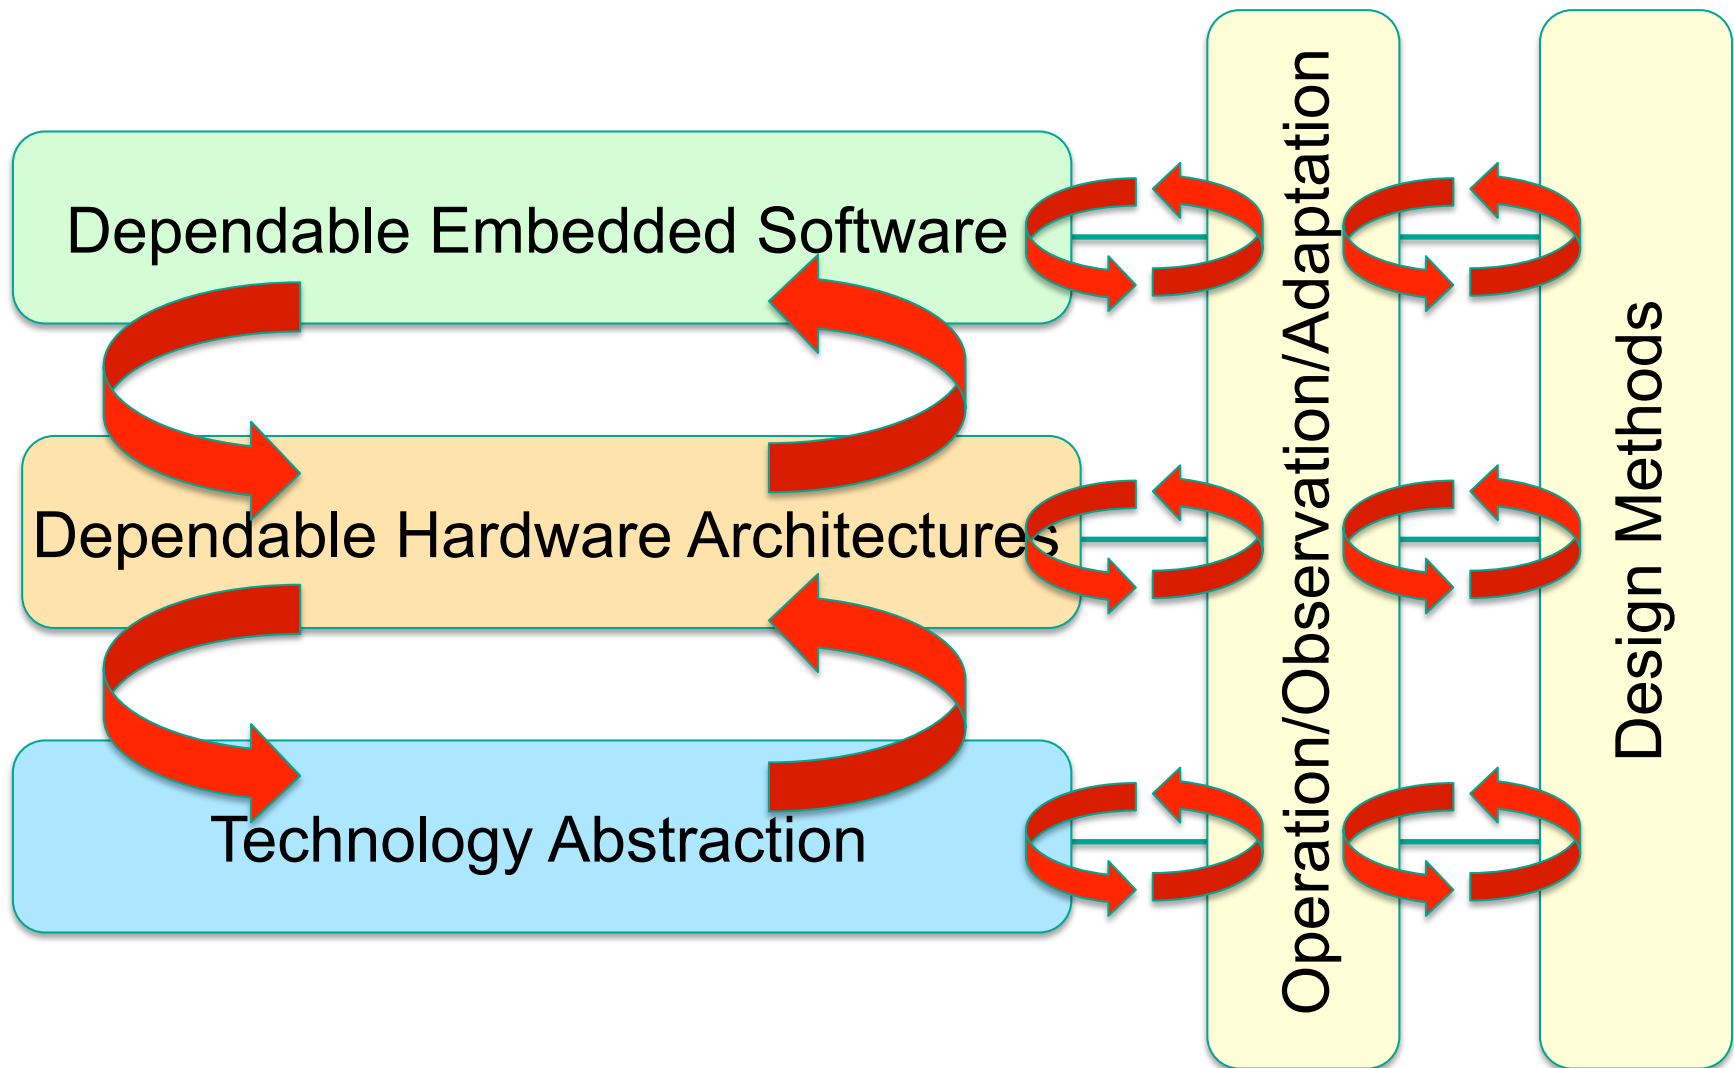 Dependable Embedded Software
Dependable Hardware Architectures
Technology Abstraction
Operation/Observation/Adaptation
Design Methods